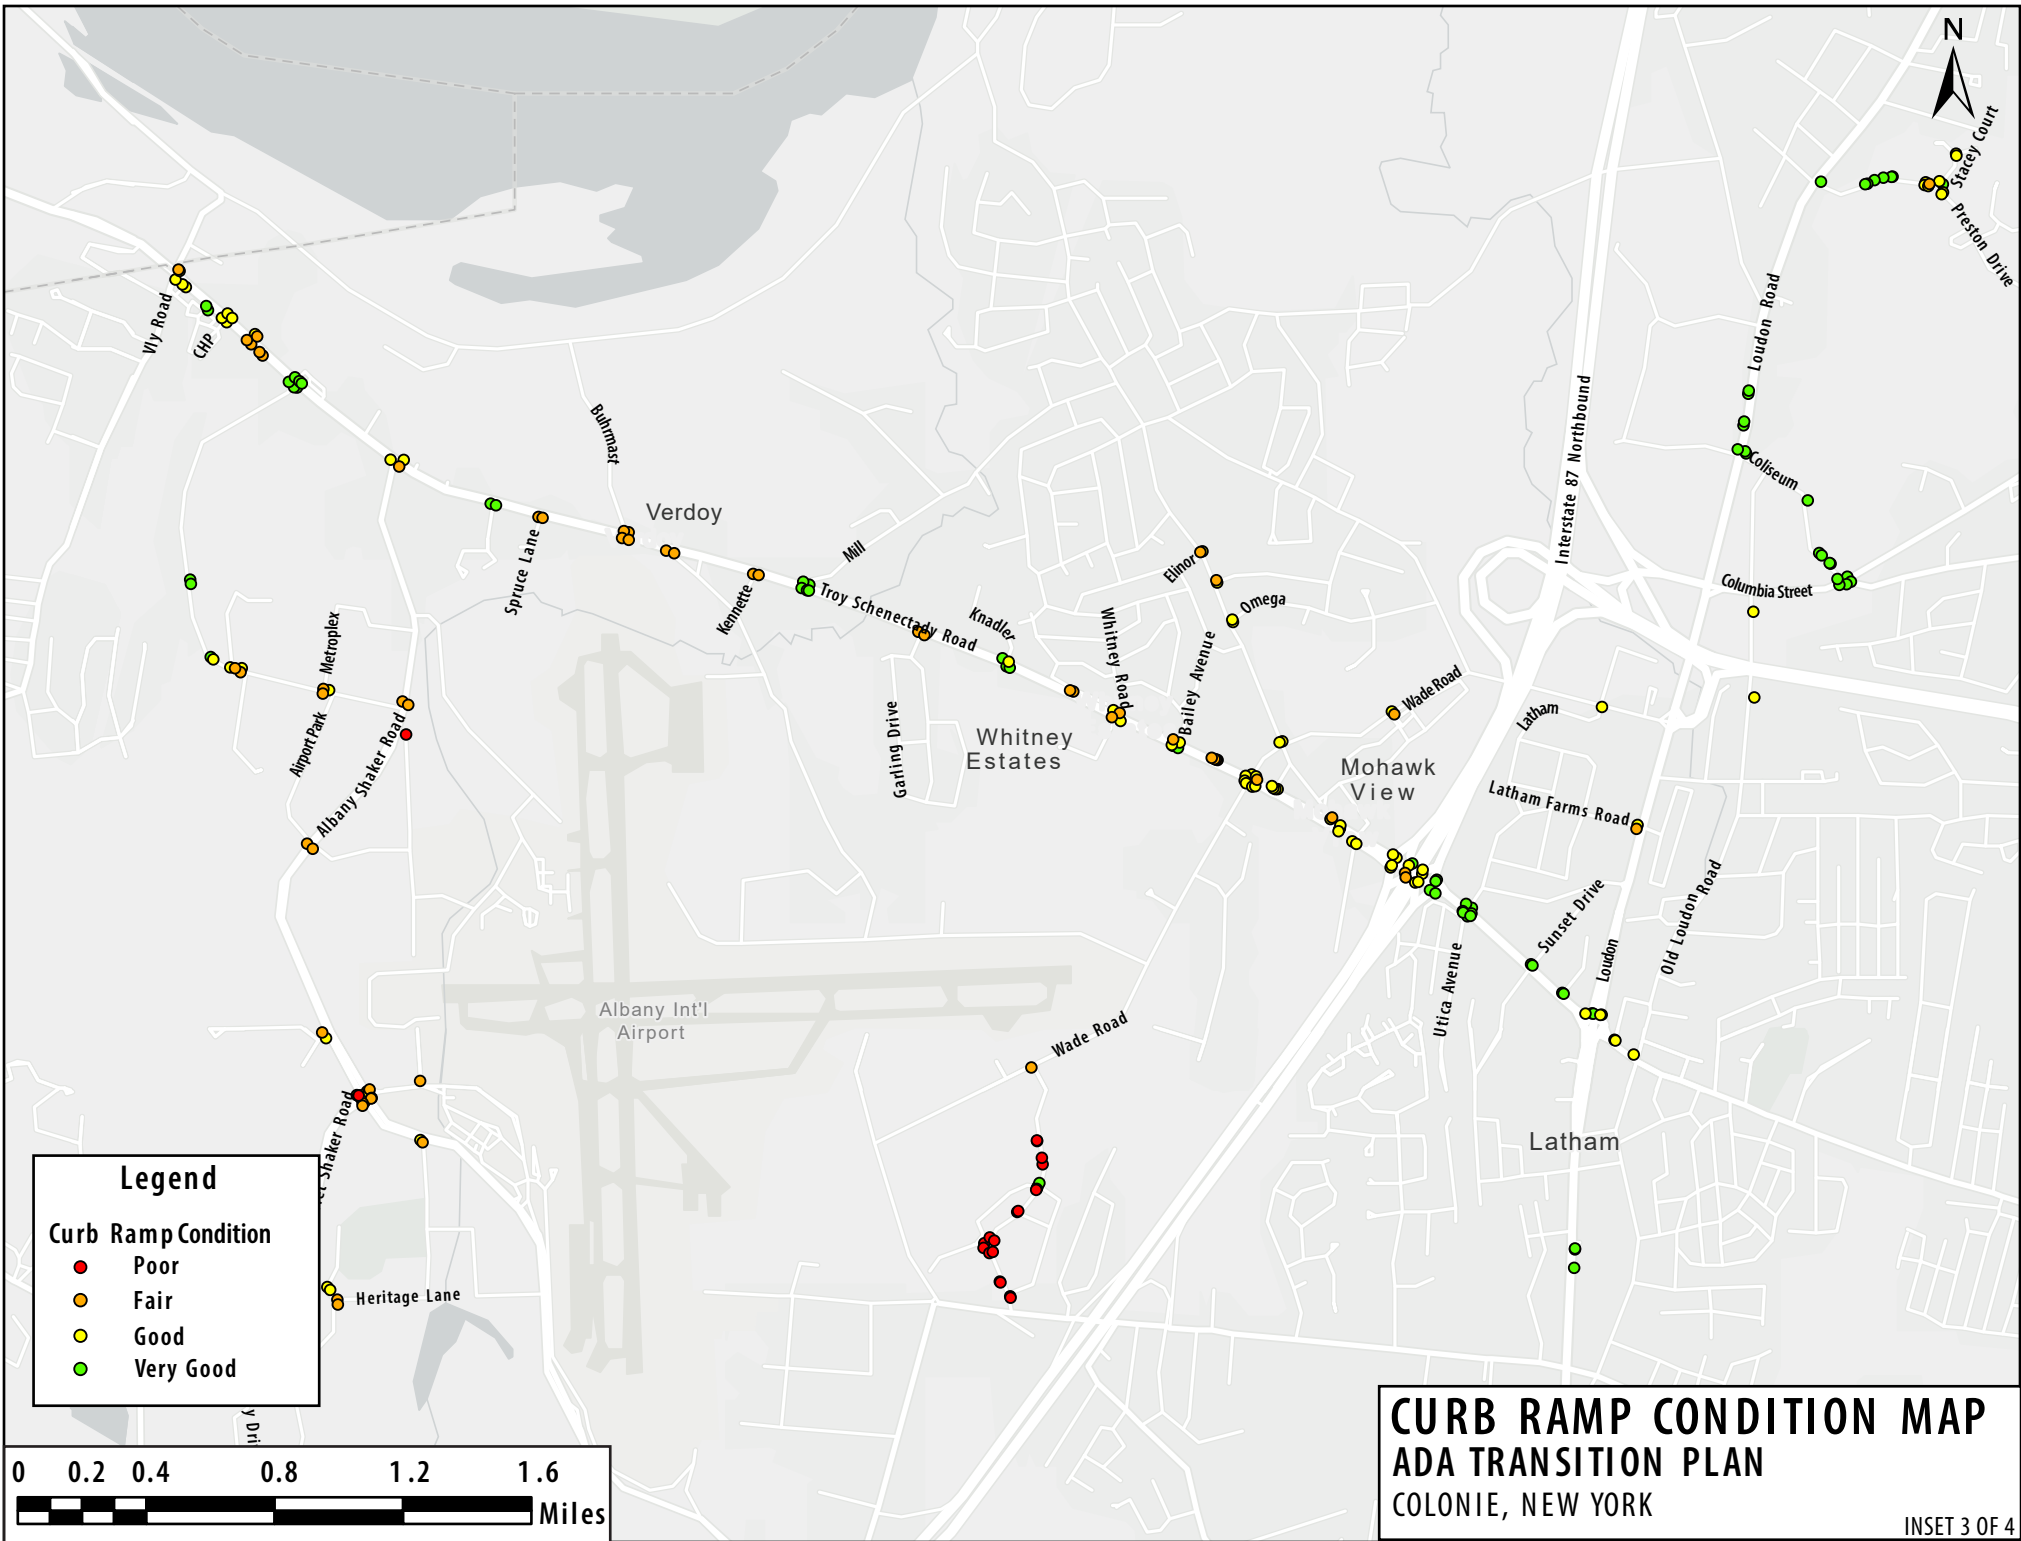 N
Stacey Court
Preston Drive
Loudon Road
Vly Road
CHP
Interstate 87 Northbound
Buhrmast
Coliseum
Verdoy
Spruce Lane
Mill
Elinor
Columbia Street
Kennette
Troy Schenectady Road
Omega
Knadler
Metroplex
Whitney Road
Bailey Avenue
Wade Road
Airport Park
Albany Shaker Road
Garling Drive
Latham
Whitney
Estates
Mohawk
View
Latham Farms Road
Sunset Drive
Old Loudon Road
Loudon
Utica Avenue
Albany Int'l
Airport
Wade Road
Shaker Road
Latham
Heritage Lane
Legend
Curb Ramp Condition
Poor
Fair
Good
Very Good
y Dri
0 0.2 0.4 0.8 1.2 1.6
Miles
CURB RAMP CONDITION MAP
ADA TRANSITION PLAN
COLONIE, NEW YORK
INSET 3 OF 4